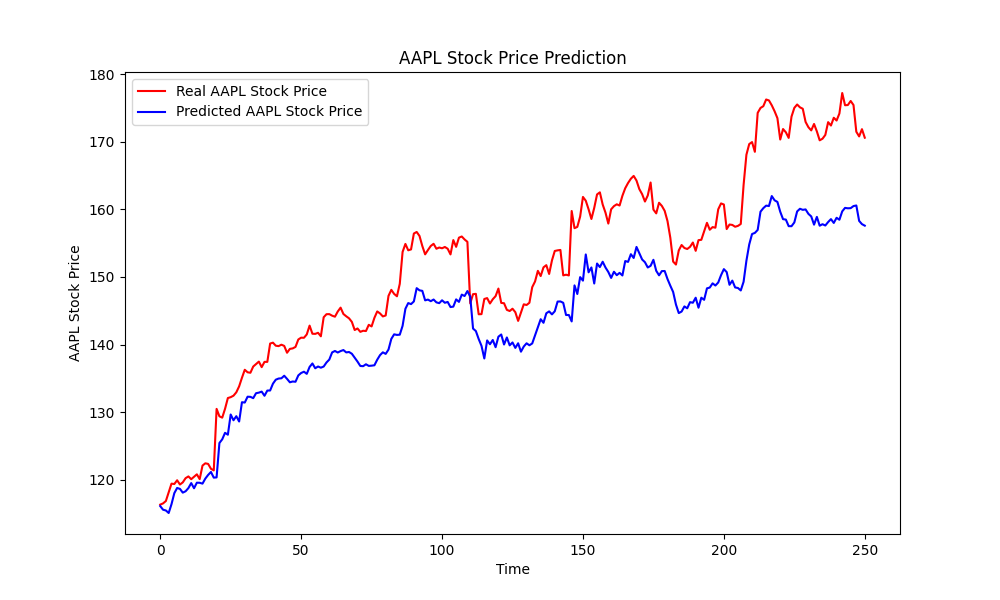 AAPL Stock Price Prediction
Real AAPL Stock Price
Predicted AAPL Stock Price
AAPL Stock Price
180
170
160
150
140
130
120
0 50 100 150 200 250
Time